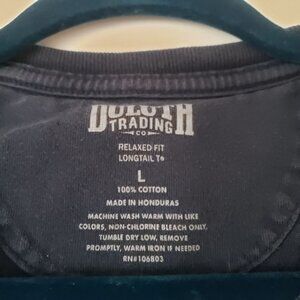 DULUTH
TRADING
CO
RELAXED FIT
LONGTAIL T®
L
100% COTTON
MADE IN HONDURAS
MACHINE WASH WARM WITH LIKE
COLORS, NON-CHLORINE BLEACH ONLY,
TUMBLE DRY LOW, REMOVE
PROMPTLY, WARM IRON IF NEEDED
RN#106803